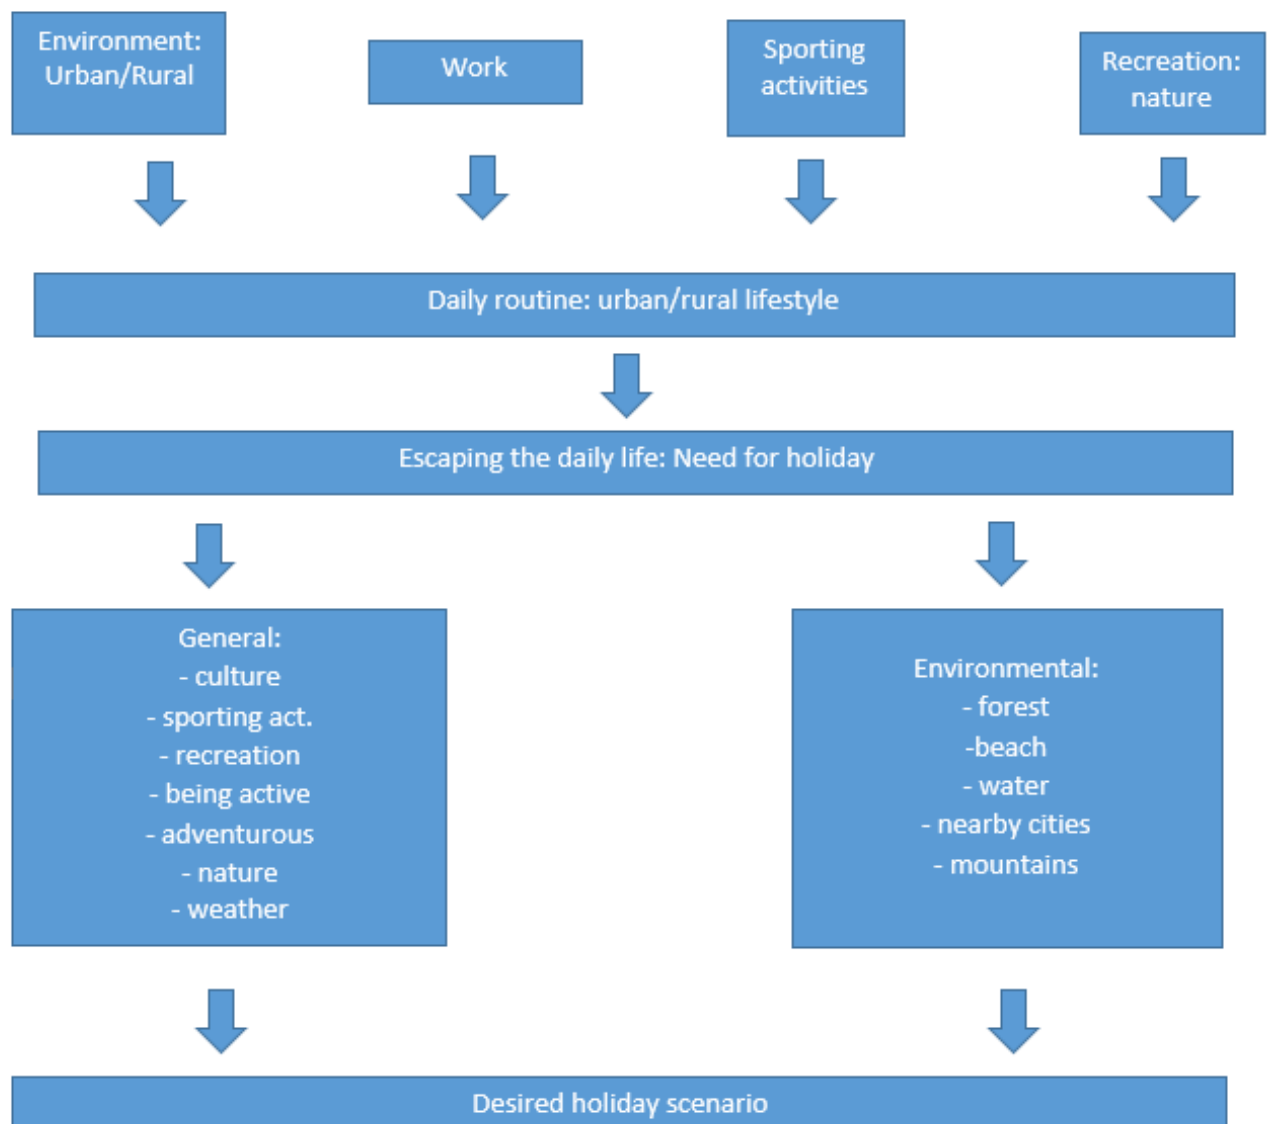 Environment:
Urban/Rural
Work
Sporting
activities
Recreation:
nature
Daily routine: urban/rural lifestyle
Escaping the daily life: Need for holiday
General:
- culture
- sporting act.
- recreation
- being active
- adventurous
- nature
- weather
Environmental:
- forest
-beach
- water
- nearby cities
- mountains
Desired holiday scenario